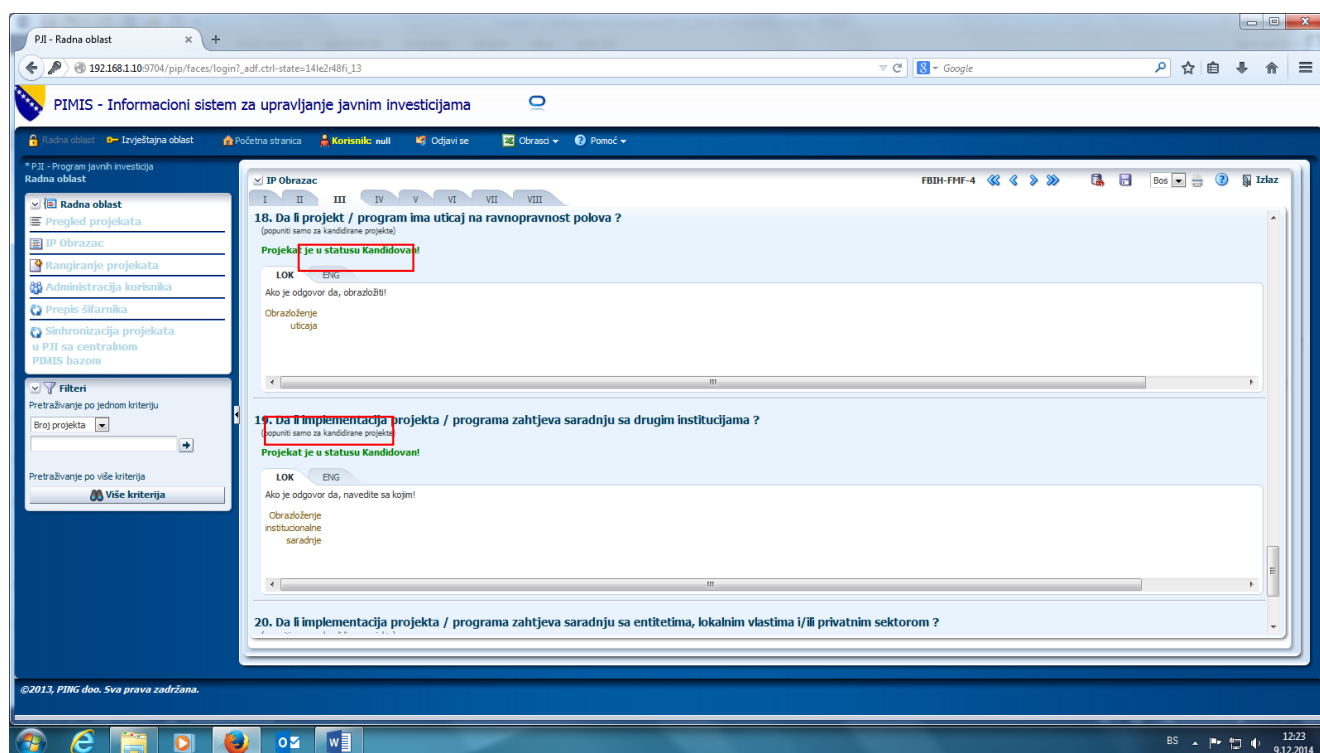 PJI - Radna oblast
192.168.1.10:9704/pip/faces/login?_adf.ctrl-state=14le2r48fi_13
Google
PIMIS - Informacioni sistem za upravljanje javnim investicijama
Radna oblast Izvještajna oblast Početna stranica Korisnik: null Odjavi se Obrasci Pomoć
* PJI - Program javnih investicija
Radna oblast
Radna oblast
Pregled projekata
IP Obrazac
Rangiranje projekata
Administracija korisnika
Prepis šifarnika
Sinhronizacija projekata
u PJI sa centralnom
PIMIS bazom
Filteri
Pretraživanje po jednom kriteriju
Broj projekta
Pretraživanje po više kriterija
Više kriterija
IP Obrazac FBIH-FMF-4 Bos Izlaz
I II III IV V VI VII VIII
18. Da li projekt / program ima uticaj na ravnopravnost polova ?
(popuniti samo za kandidirane projekte)
Projekat je u statusu Kandidovan!
LOK ENG
Ako je odgovor da, obrazložiti!
Obrazloženje
uticaja
19. Da li implementacija projekta / programa zahtjeva saradnju sa drugim institucijama ?
(popuniti samo za kandidirane projekte)
Projekat je u statusu Kandidovan!
LOK ENG
Ako je odgovor da, navedite sa kojim!
Obrazloženje
institucionalne
saradnje
20. Da li implementacija projekta / programa zahtjeva saradnju sa entitetima, lokalnim vlastima i/ili privatnim sektorom ?
©2013, PING doo. Sva prava zadržana.
BS
12:23
9.12.2014